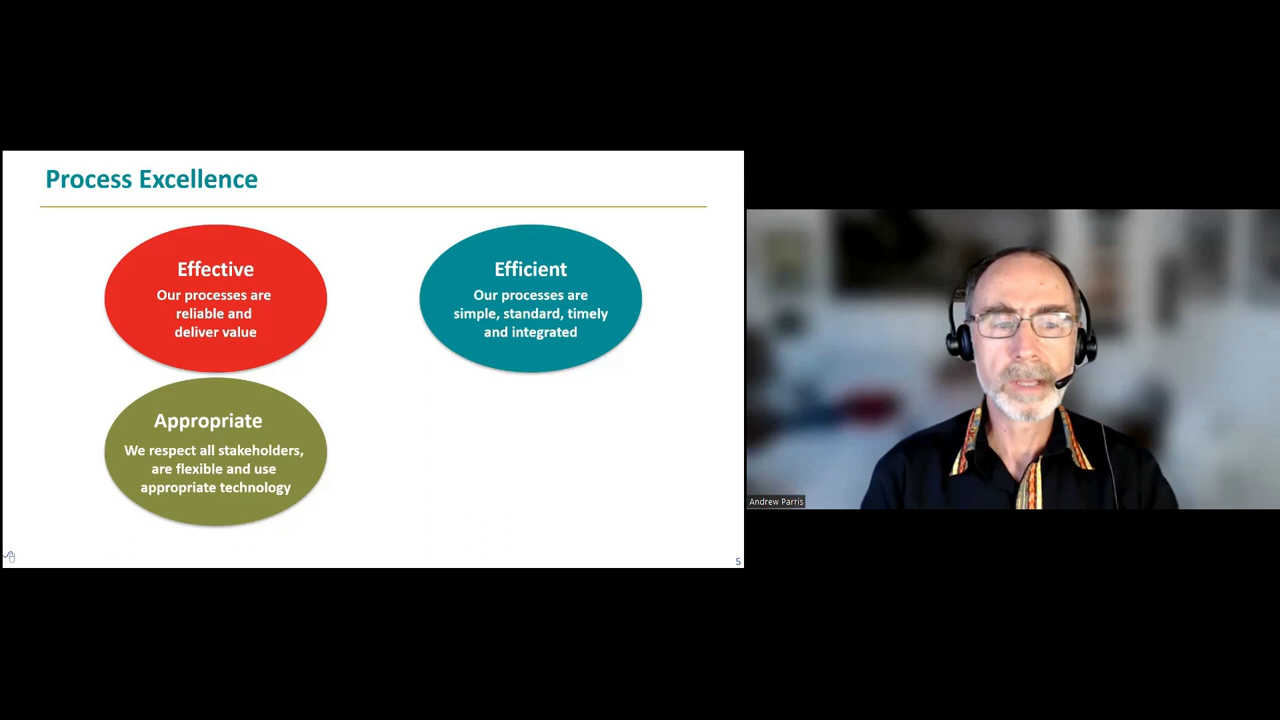 Process Excellence
Effective
Our processes are
reliable and
deliver value
Efficient
Our processes are
simple, standard, timely
and integrated
Appropriate
We respect all stakeholders,
are flexible and use
appropriate technology
5
Andrew Parris